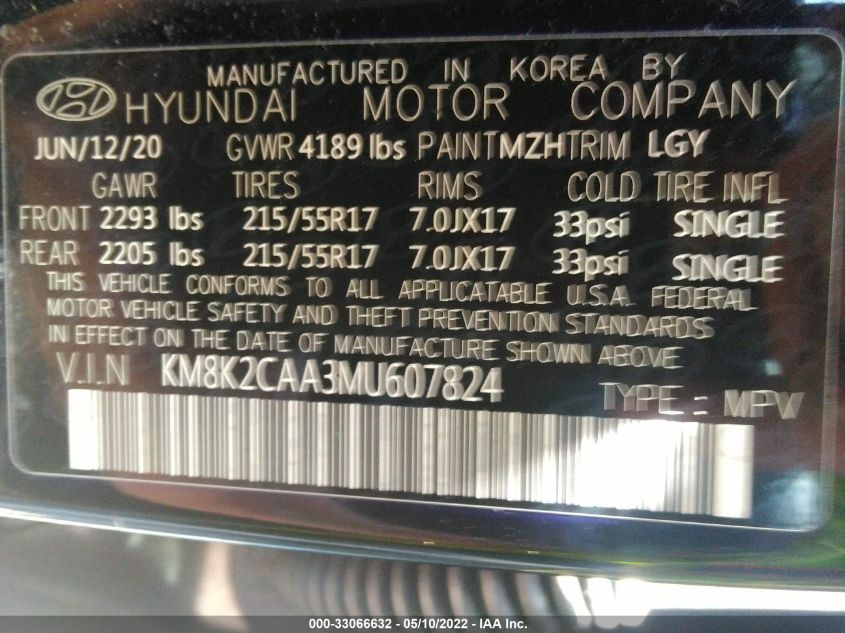 MANUFACTURED IN KOREA BY
HYUNDAI MOTOR COMPANY
JUN/12/20 GVWR 4189 lbs PAINT MZH TRIM LGY
GAWR TIRES RIMS COLD TIRE INFL
FRONT 2293 lbs 215/55R17 7.0JX17 33psi SINGLE
REAR 2205 lbs 215/55R17 7.0JX17 33psi SINGLE
THIS VEHICLE CONFORMS TO ALL APPLICATABLE U.S.A. FEDERAL
MOTOR VEHICLE SAFETY AND THEFT PREVENTION STANDARDS
IN EFFECT ON THE DATE OF MANUFACTURE SHOWN ABOVE
V.I.N KM8K2CAA3MU607824 TYPE : MPV
000-33066632 - 05/10/2022 - IAA Inc.